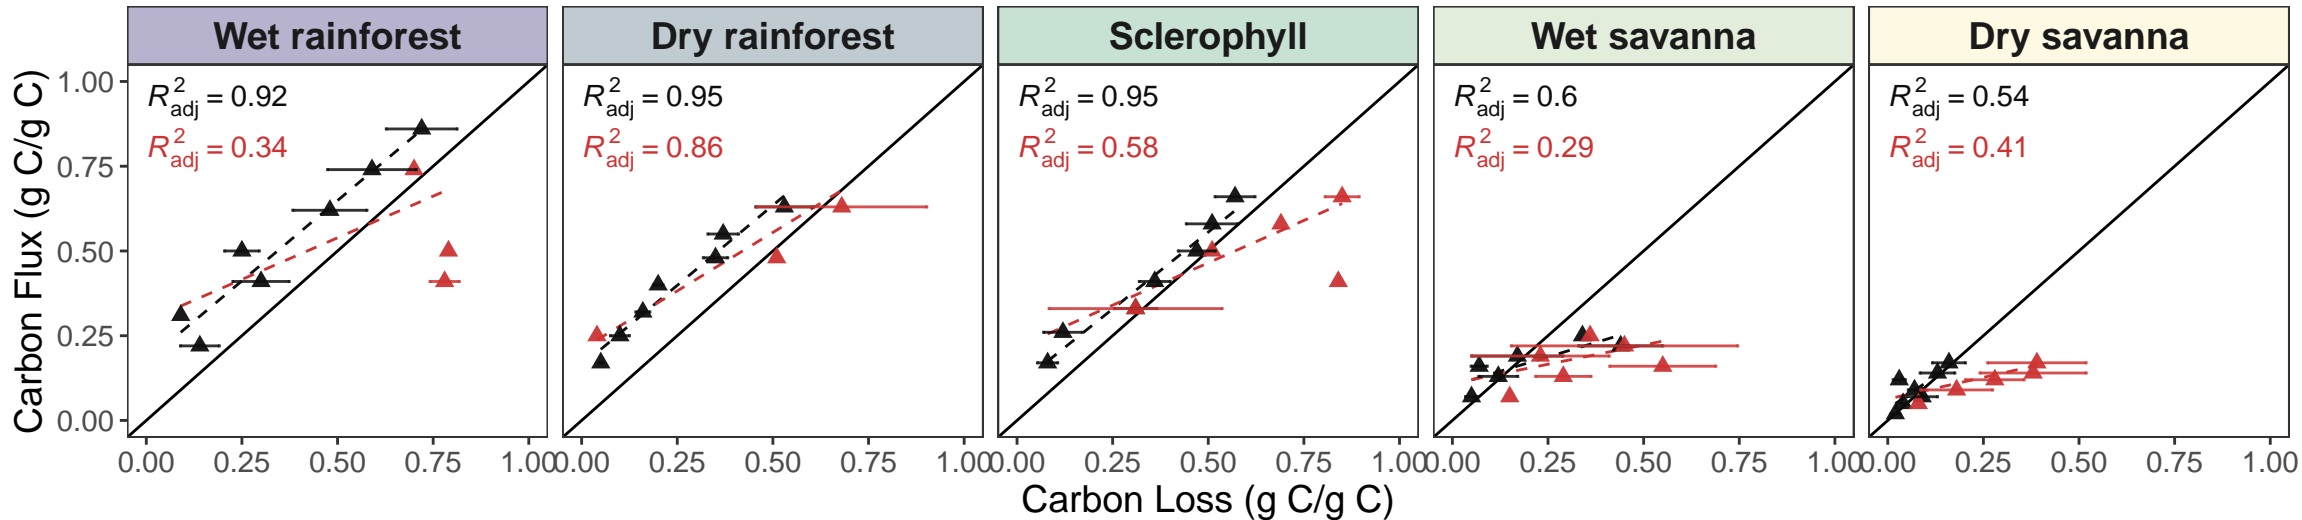 Wet rainforest
Dry rainforest
Sclerophyll
Wet savanna
Dry savanna
Carbon Flux (g C/g C)
1.00
0.75
0.50
0.25
0.00
R²adj = 0.92
R²adj = 0.34
R²adj = 0.95
R²adj = 0.86
R²adj = 0.95
R²adj = 0.58
R²adj = 0.6
R²adj = 0.29
R²adj = 0.54
R²adj = 0.41
0.00 0.25 0.50 0.75 1.00
0.00 0.25 0.50 0.75 1.00
0.00 0.25 0.50 0.75 1.00
0.00 0.25 0.50 0.75 1.00
0.00 0.25 0.50 0.75 1.00
Carbon Loss (g C/g C)